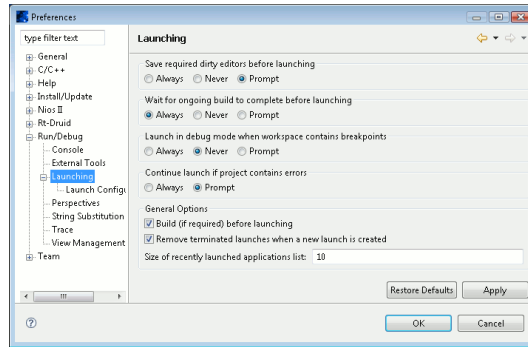 Preferences
type filter text
Launching
General
C/C++
Help
Install/Update
Nios II
Rt-Druid
Run/Debug
Console
External Tools
Launching
Launch Configu
Perspectives
String Substitution
Trace
View Management
Team
Save required dirty editors before launching
Always Never Prompt
Wait for ongoing build to complete before launching
Always Never Prompt
Launch in debug mode when workspace contains breakpoints
Always Never Prompt
Continue launch if project contains errors
Always Prompt
General Options
Build (if required) before launching
Remove terminated launches when a new launch is created
Size of recently launched applications list: 10
Restore Defaults Apply
OK Cancel